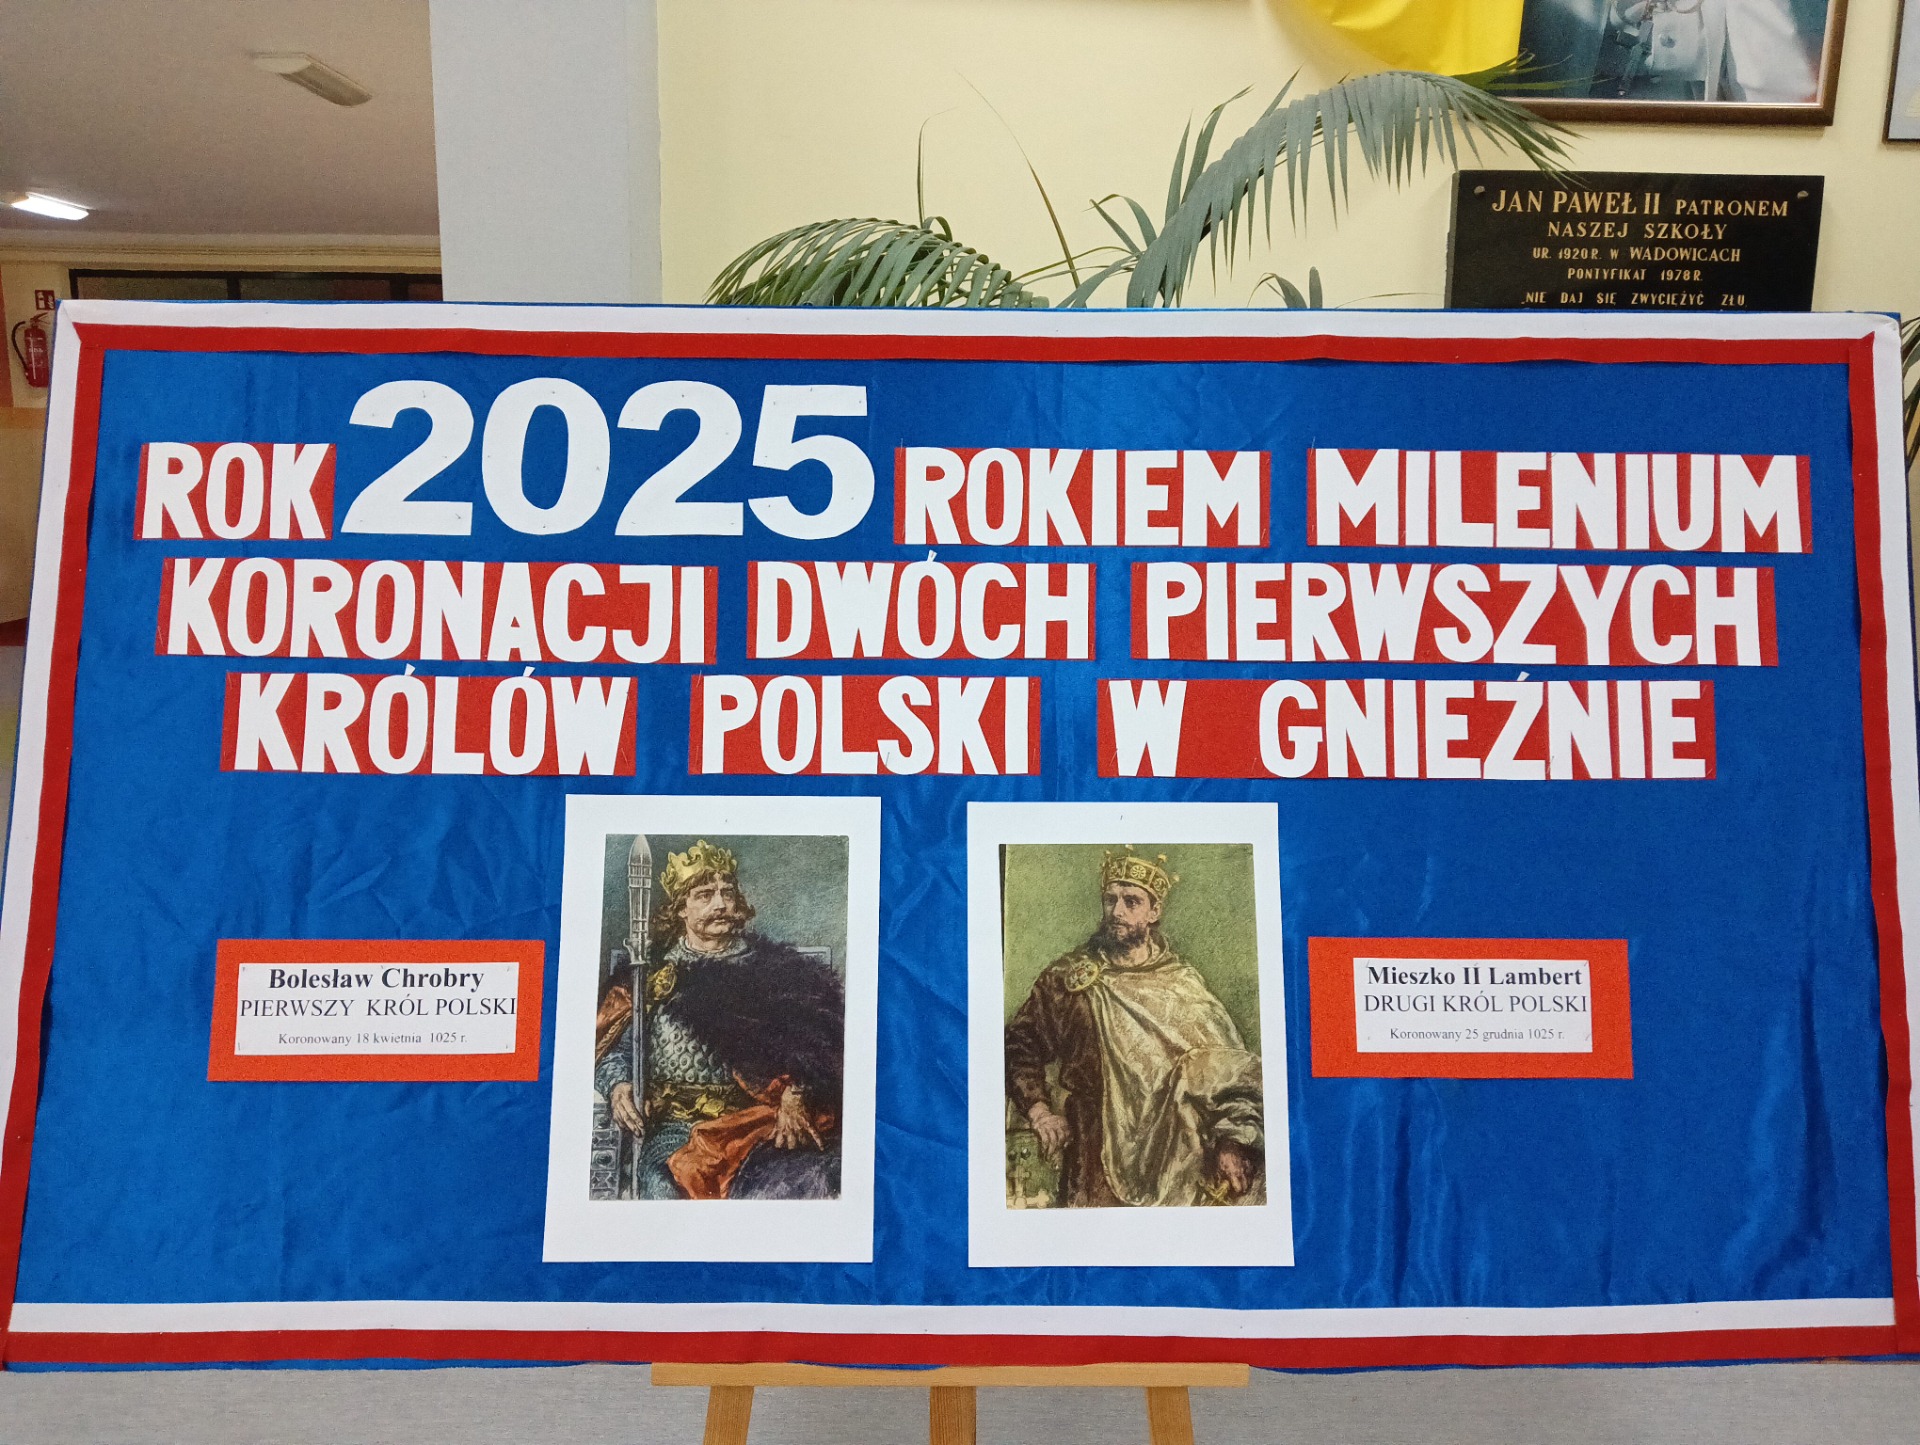 JAN PAWEŁ II PATRONEM
NASZEJ SZKOŁY
UR. 1920 R. W WADOWICACH
PONTYFIKAT 1978 R.
„NIE DAJ SIĘ ZWYCIĘŻYĆ ZŁU
ROK 2025 ROKIEM MILENIUM
KORONACJI DWÓCH PIERWSZYCH
KRÓLÓW POLSKI W GNIEŹNIE
Bolesław Chrobry
PIERWSZY KRÓL POLSKI
Koronowany 18 kwietnia 1025 r.
Mieszko II Lambert
DRUGI KRÓL POLSKI
Koronowany 25 grudnia 1025 r.